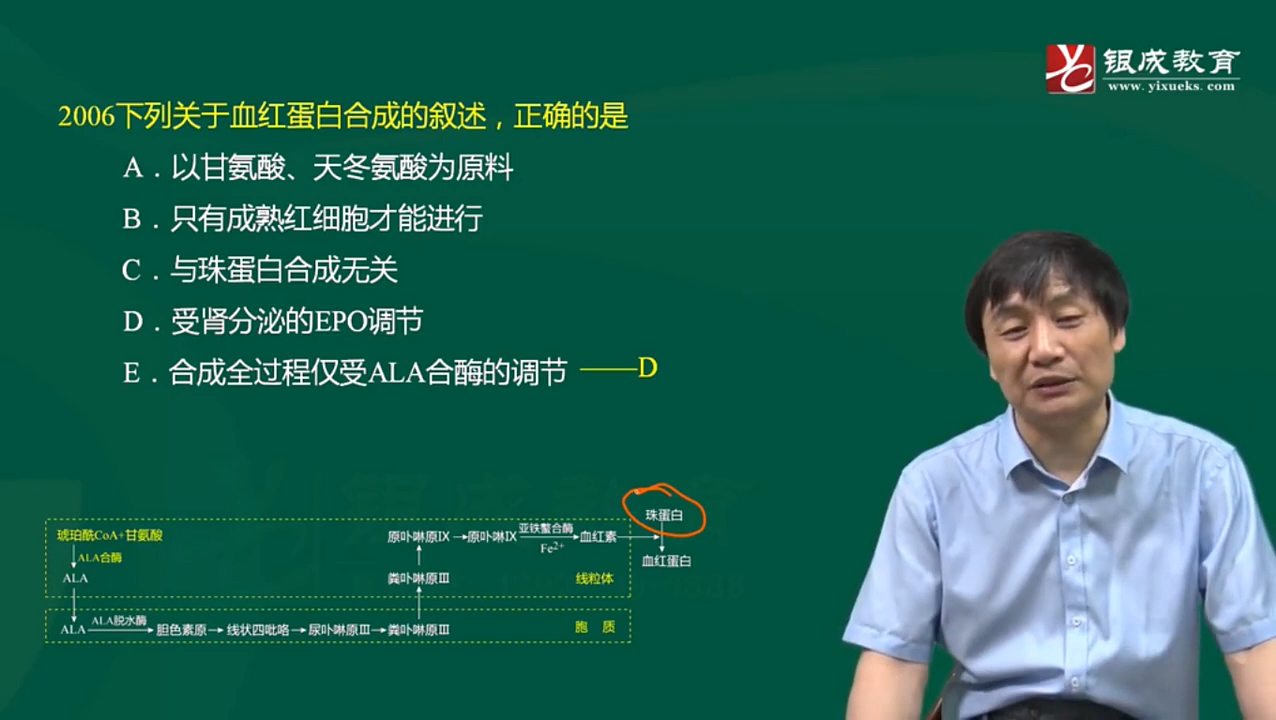 银成教育
www.yixueks.com
2006下列关于血红蛋白合成的叙述，正确的是
A．以甘氨酸、天冬氨酸为原料
B．只有成熟红细胞才能进行
C．与珠蛋白合成无关
D．受肾分泌的EPO调节
E．合成全过程仅受ALA合酶的调节 ——D
珠蛋白
琥珀酰CoA+甘氨酸
原卟啉原IX
原卟啉IX
亚铁螯合酶
Fe²⁺
血红素
血红蛋白
ALA合酶
ALA
粪卟啉原Ⅲ
线粒体
ALA
ALA脱水酶
胆色素原
线状四吡咯
尿卟啉原Ⅲ
粪卟啉原Ⅲ
胞 质